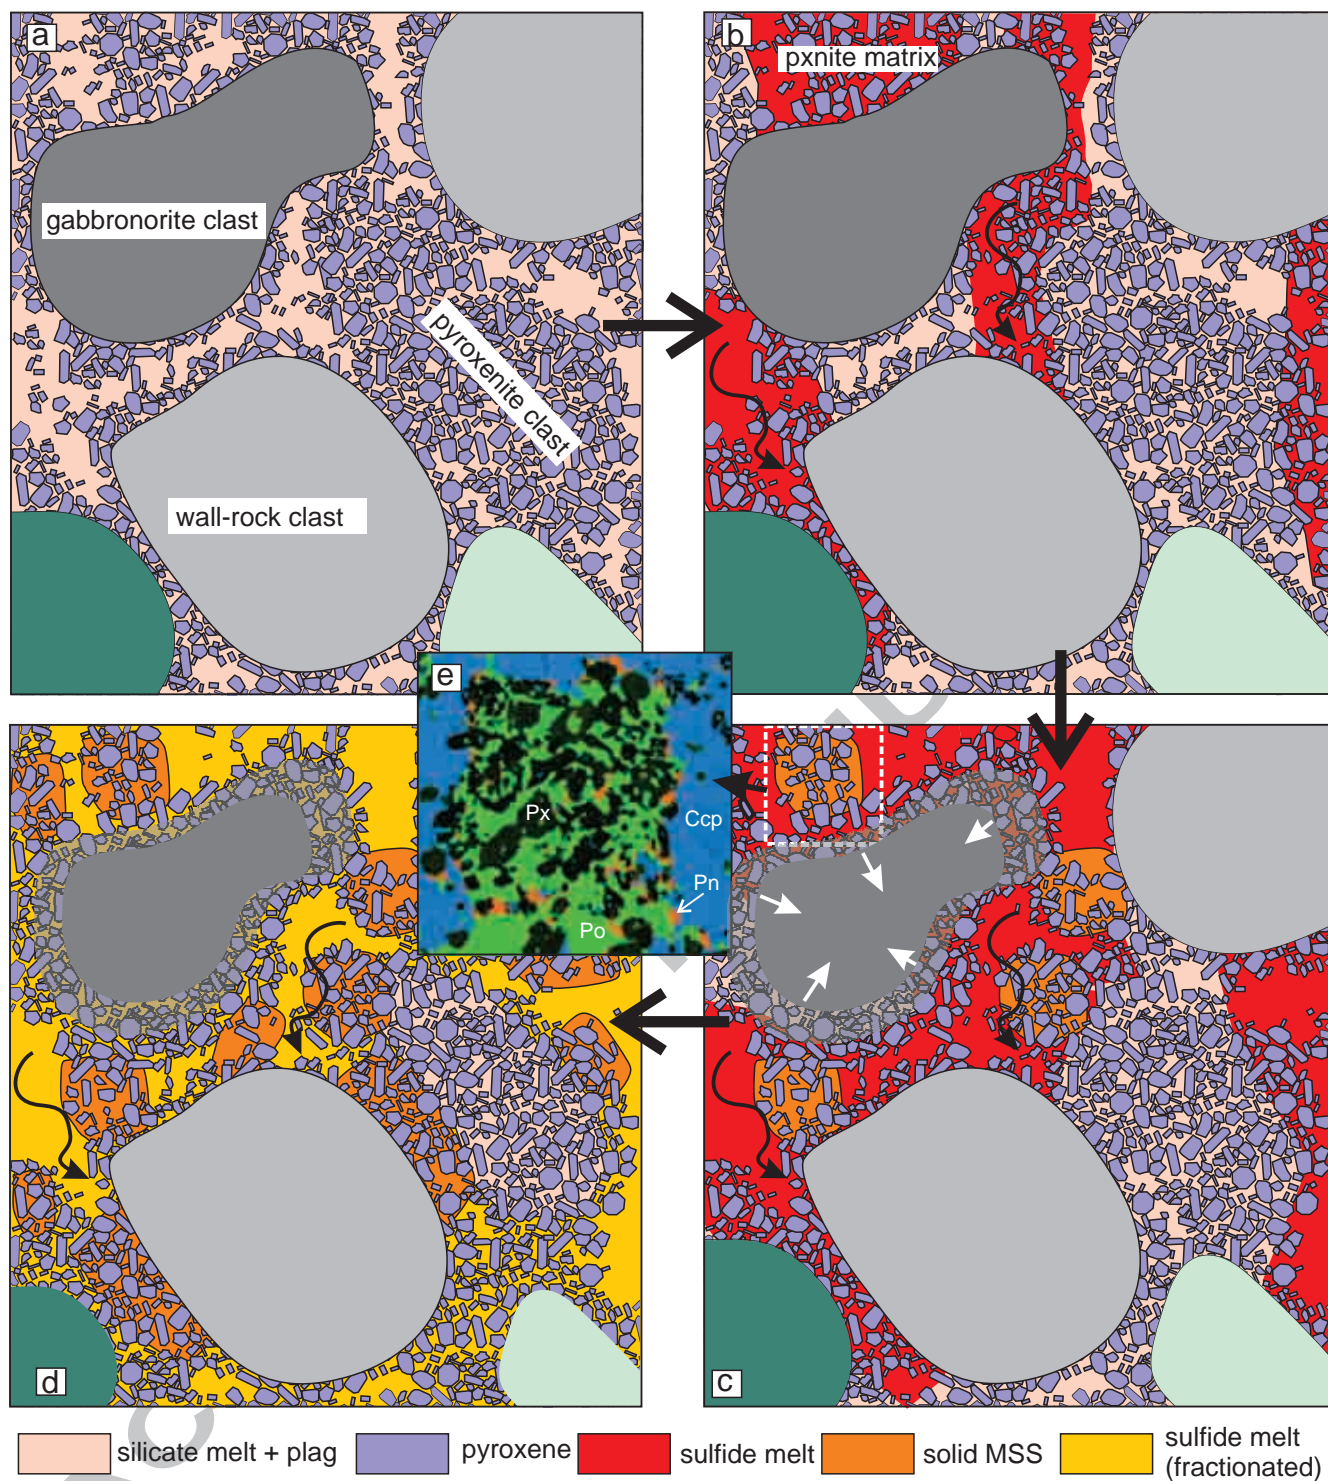 a
gabbronorite clast
pyroxenite clast
wall-rock clast
b
pxnite matrix
e
Px
Ccp
Pn
Po
d
c
silicate melt + plag
pyroxene
sulfide melt
solid MSS
sulfide melt
(fractionated)